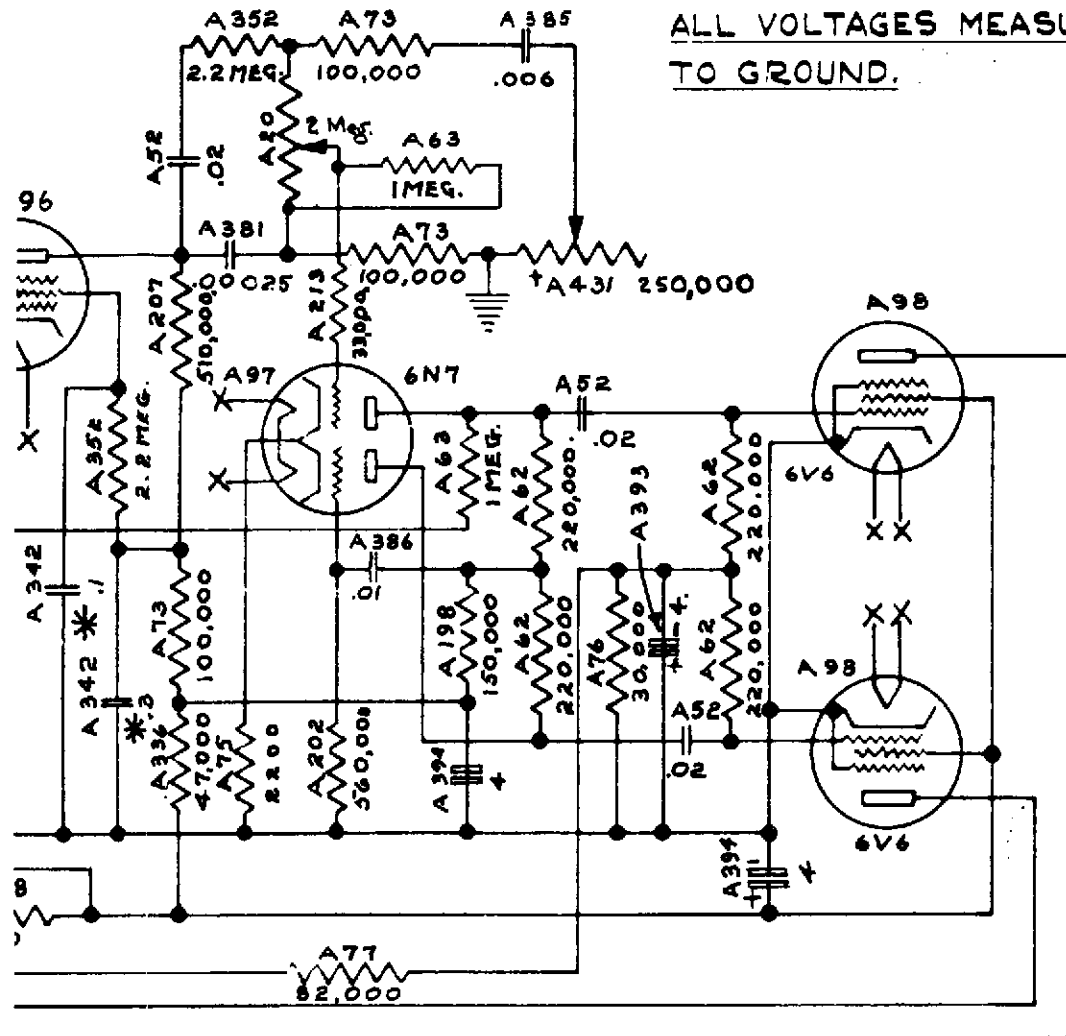 ALL VOLTAGES MEASU
TO GROUND.
A352
2.2 MEG.
A73
100,000
A385
.006
A52
.02
A20
2 Meg.
A63
1 MEG.
96
A381
.00025
A73
100,000
†A431 250,000
A207
510,000
A213
33,000
A98
6V6
A97
6N7
A52
.02
A352
2.2 MEG.
A63
1 MEG.
A62
220,000.
A393
4.
A62
220,000
X
X
X
X
X
A342
.1
*
A386
.01
A73
100,000
A198
150,000
A62
220,000
A76
30,000
A62
220,000
X
X
A98
6V6
A342
*
A336
47,000
A75
2200
A202
560,000
A394
4
A52
.02
A394
4
8
A77
82,000